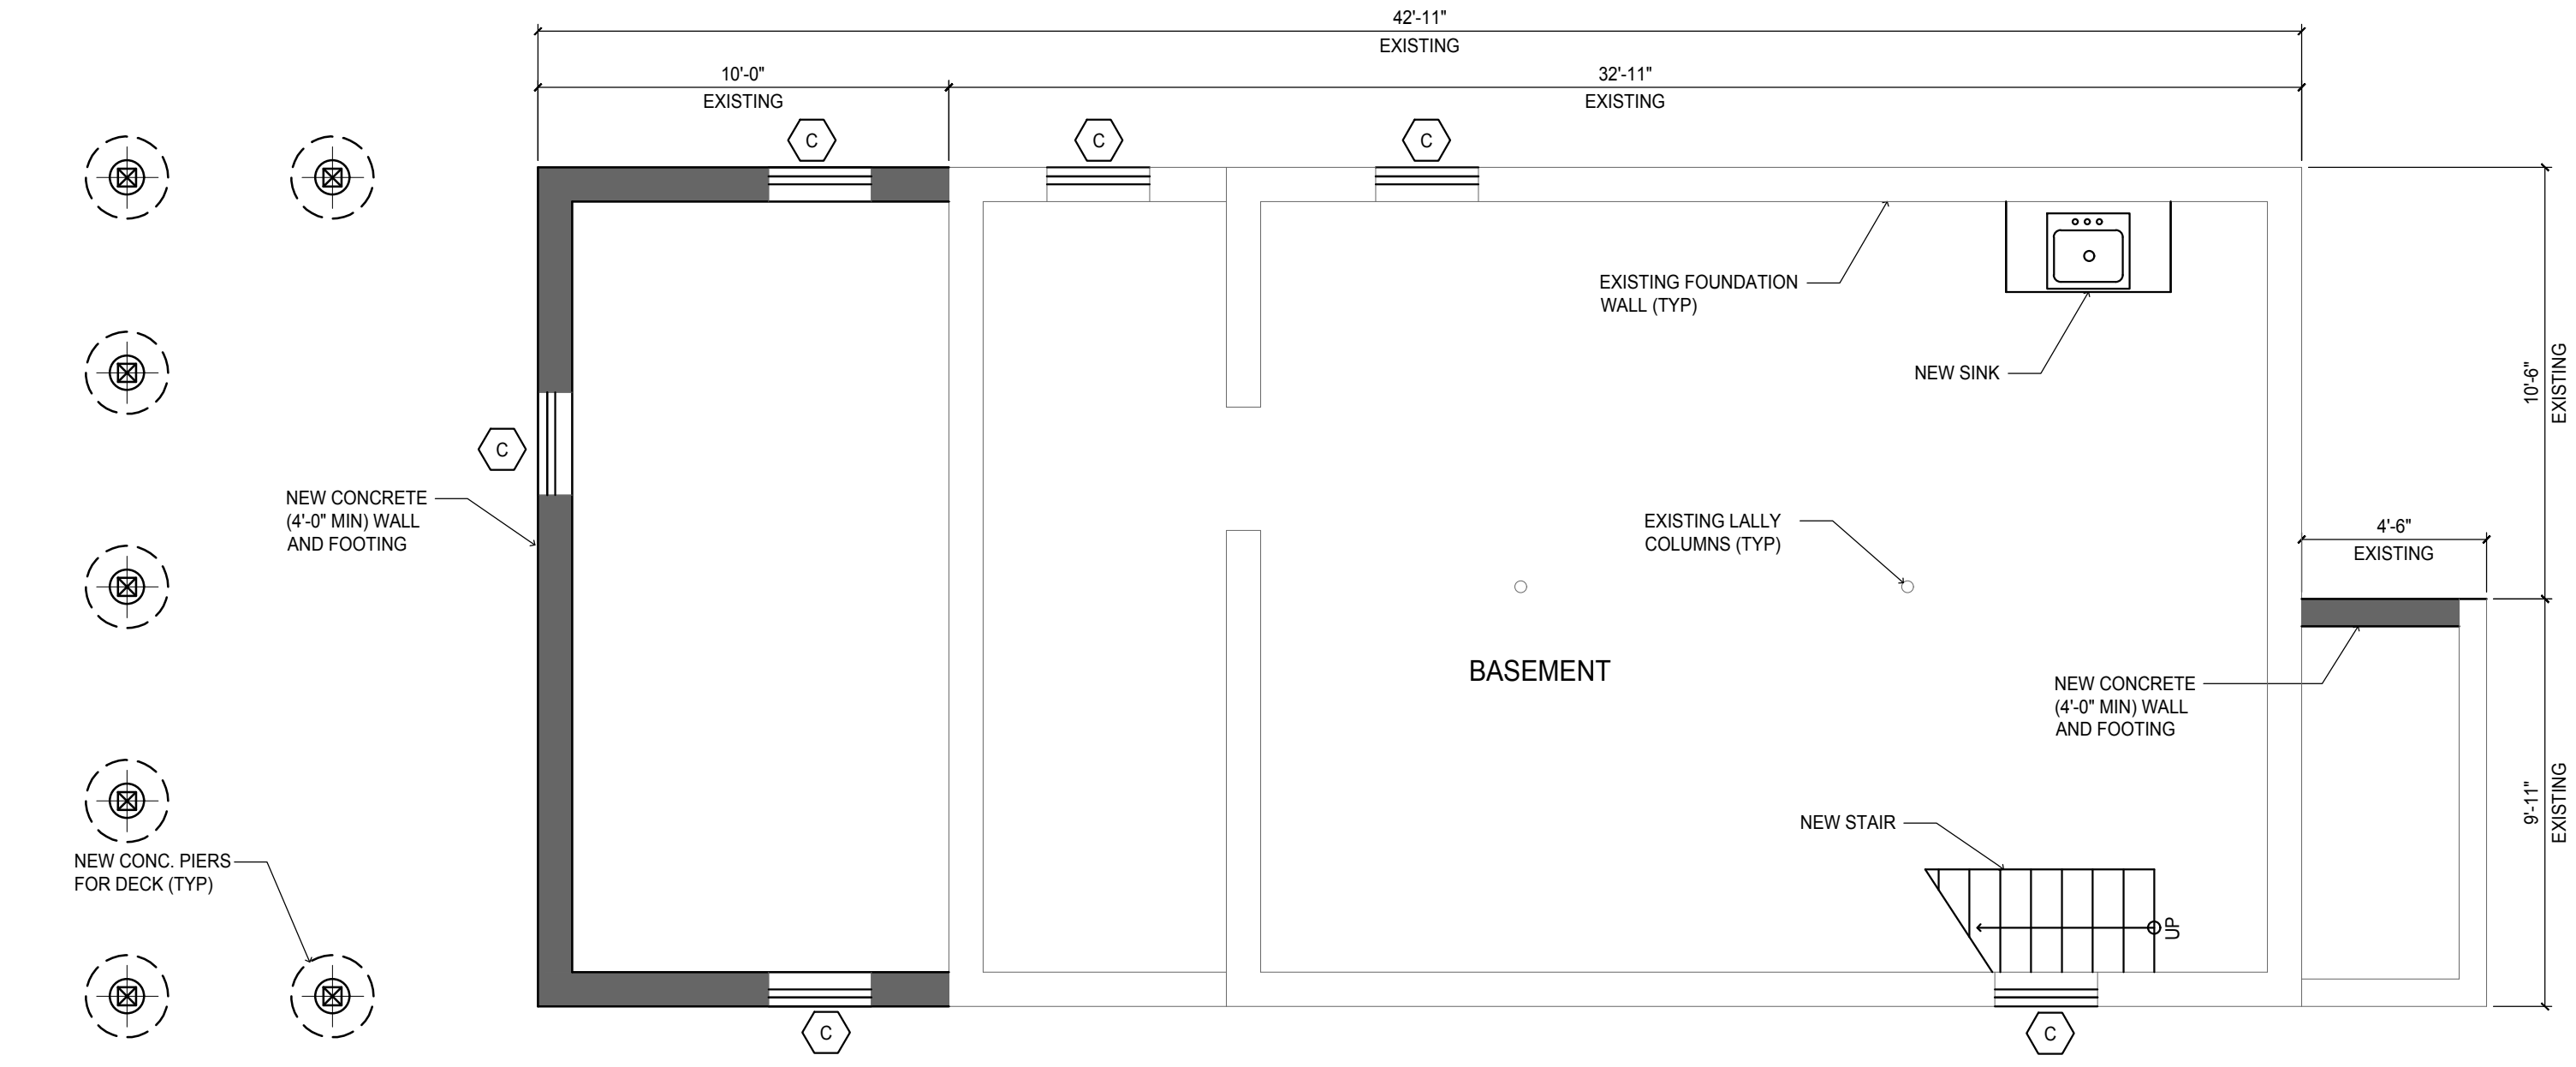 42'-11"
EXISTING
10'-0"
EXISTING
32'-11"
EXISTING
C
C
C
EXISTING FOUNDATION
WALL (TYP)
NEW SINK
10'-6"
EXISTING
C
NEW CONCRETE
(4'-0" MIN) WALL
AND FOOTING
EXISTING LALLY
COLUMNS (TYP)
4'-6"
EXISTING
BASEMENT
NEW CONCRETE
(4'-0" MIN) WALL
AND FOOTING
9'-11"
EXISTING
NEW STAIR
NEW CONC. PIERS
FOR DECK (TYP)
UP
C
C